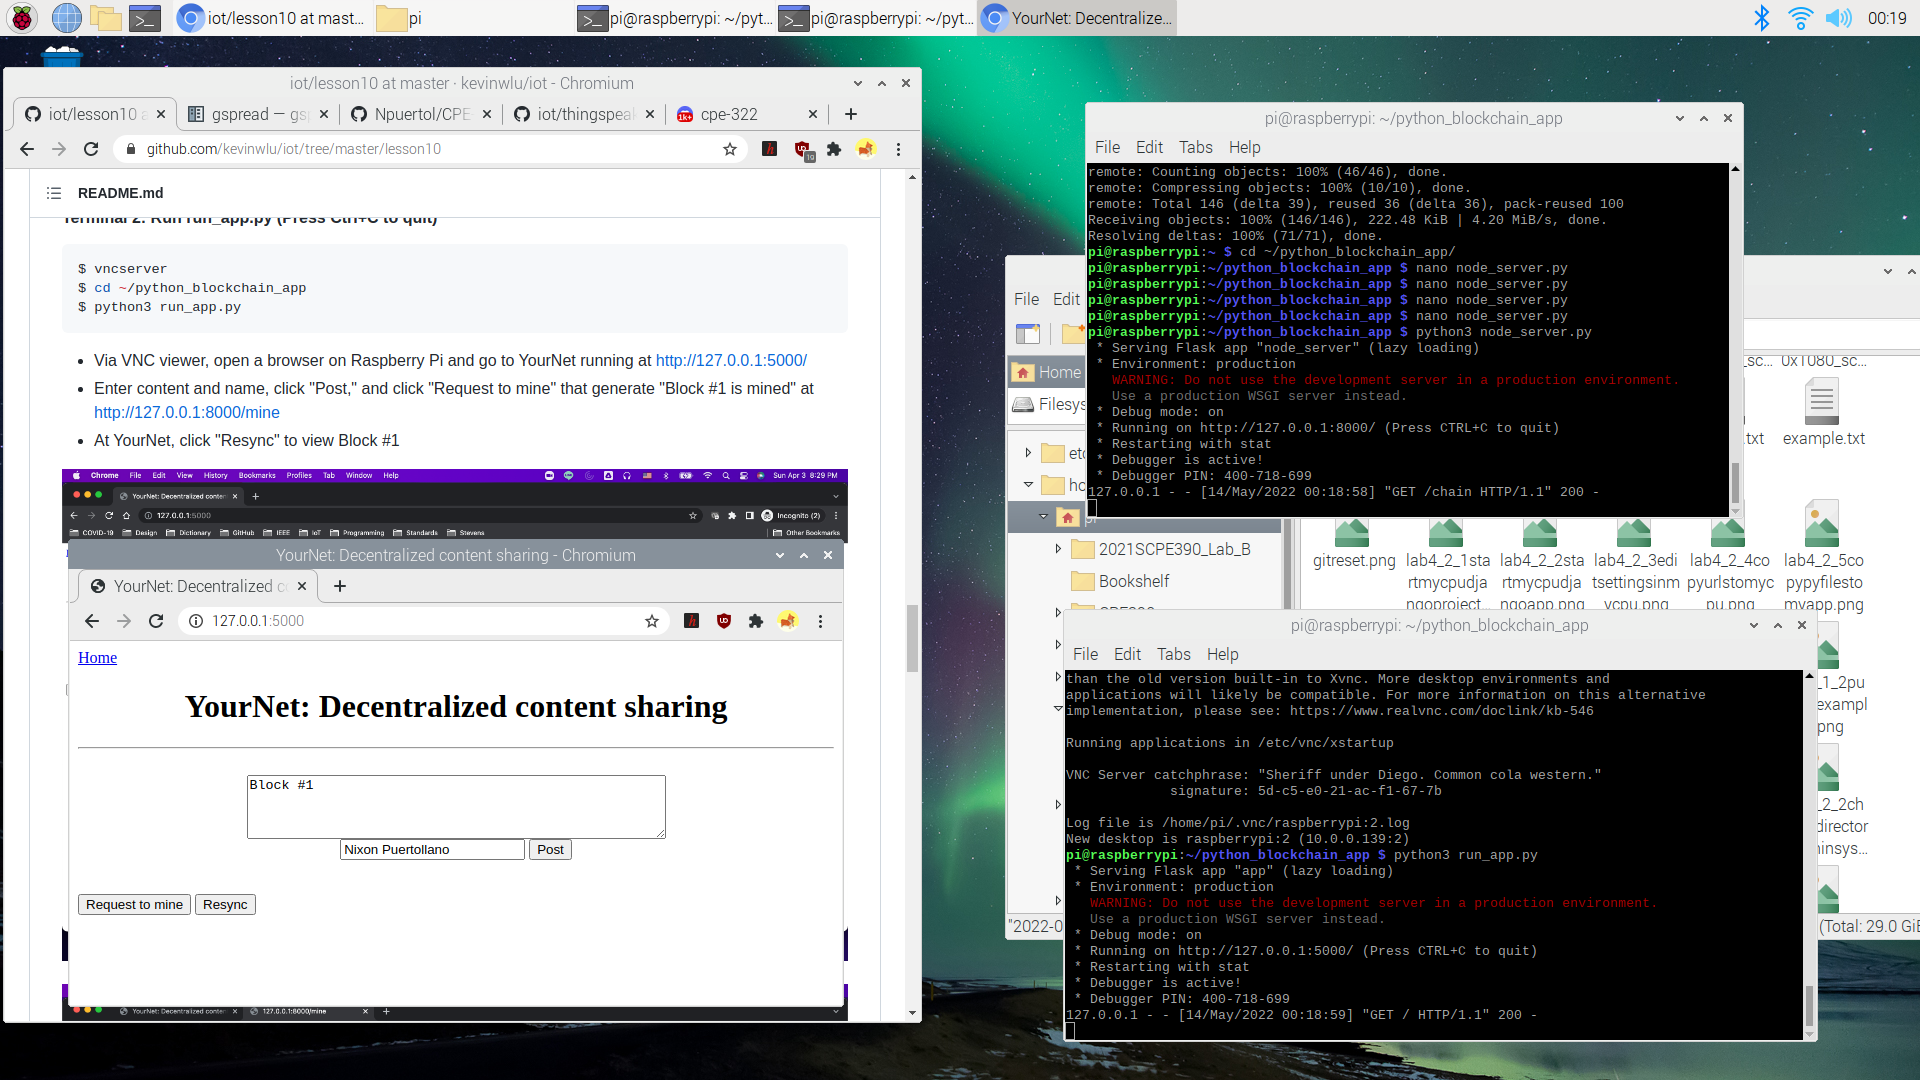 iot/lesson10 at mast...
pi
pi@raspberrypi: ~/pyt...
pi@raspberrypi: ~/pyt...
YourNet: Decentralize...
00:19
iot/lesson10 at master · kevinwlu/iot - Chromium
iot/lesson10 a
gspread — gs
Npuertol/CPE
iot/thingspeak
cpe-322
github.com/kevinwlu/iot/tree/master/lesson10
README.md
Terminal 2: Run run_app.py (Press Ctrl+C to quit)
$ vncserver
$ cd ~/python_blockchain_app
$ python3 run_app.py
Via VNC viewer, open a browser on Raspberry Pi and go to YourNet running at http://127.0.0.1:5000/
Enter content and name, click "Post," and click "Request to mine" that generate "Block #1 is mined" at
http://127.0.0.1:8000/mine
At YourNet, click "Resync" to view Block #1
Chrome File Edit View History Bookmarks Profiles Tab Window Help
Sun Apr 3 8:29 PM
YourNet: Decentralized conten
127.0.0.1:5000
Incognito (2)
COVID-19 Design Dictionary GitHub IEEE IoT Programming Standards Stevens Other Bookmarks
YourNet: Decentralized content sharing - Chromium
YourNet: Decentralized c
127.0.0.1:5000
Home
YourNet: Decentralized content sharing
Block #1
Nixon Puertollano
Post
Request to mine
Resync
YourNet: Decentralized conten
127.0.0.1:8000/mine
pi@raspberrypi: ~/python_blockchain_app
File Edit Tabs Help
remote: Counting objects: 100% (46/46), done.
remote: Compressing objects: 100% (10/10), done.
remote: Total 146 (delta 39), reused 36 (delta 36), pack-reused 100
Receiving objects: 100% (146/146), 222.48 KiB | 4.20 MiB/s, done.
Resolving deltas: 100% (71/71), done.
pi@raspberrypi:~ $ cd ~/python_blockchain_app/
pi@raspberrypi:~/python_blockchain_app $ nano node_server.py
pi@raspberrypi:~/python_blockchain_app $ nano node_server.py
pi@raspberrypi:~/python_blockchain_app $ nano node_server.py
pi@raspberrypi:~/python_blockchain_app $ nano node_server.py
pi@raspberrypi:~/python_blockchain_app $ python3 node_server.py
* Serving Flask app "node_server" (lazy loading)
* Environment: production
WARNING: Do not use the development server in a production environment.
Use a production WSGI server instead.
* Debug mode: on
* Running on http://127.0.0.1:8000/ (Press CTRL+C to quit)
* Restarting with stat
* Debugger is active!
* Debugger PIN: 400-718-699
127.0.0.1 - - [14/May/2022 00:18:58] "GET /chain HTTP/1.1" 200 -
File Edit
Home
Filesys
etc
ho
pi
2021SCPE390_Lab_B
Bookshelf
"2022-0
(Total: 29.0 GiB
_sc...
0x1080_sc...
.txt
example.txt
gitreset.png
lab4_2_1sta
rtmycpudj
angoproject...
lab4_2_2sta
rtmycpudja
ngoapp.png
lab4_2_3edi
tsettingsinm
ycpu.png
lab4_2_4co
pyurlstomyc
pu.png
lab4_2_5co
pypyfilesto
myapp.png
_1_2pu
exampl
png
_2_2ch
director
ninsys...
pi@raspberrypi: ~/python_blockchain_app
File Edit Tabs Help
than the old version built-in to Xvnc. More desktop environments and
applications will likely be compatible. For more information on this alternative
implementation, please see: https://www.realvnc.com/doclink/kb-546
Running applications in /etc/vnc/xstartup
VNC Server catchphrase: "Sheriff under Diego. Common cola western."
signature: 5d-c5-e0-21-ac-f1-67-7b
Log file is /home/pi/.vnc/raspberrypi:2.log
New desktop is raspberrypi:2 (10.0.0.139:2)
pi@raspberrypi:~/python_blockchain_app $ python3 run_app.py
* Serving Flask app "app" (lazy loading)
* Environment: production
WARNING: Do not use the development server in a production environment.
Use a production WSGI server instead.
* Debug mode: on
* Running on http://127.0.0.1:5000/ (Press CTRL+C to quit)
* Restarting with stat
* Debugger is active!
* Debugger PIN: 400-718-699
127.0.0.1 - - [14/May/2022 00:18:59] "GET / HTTP/1.1" 200 -